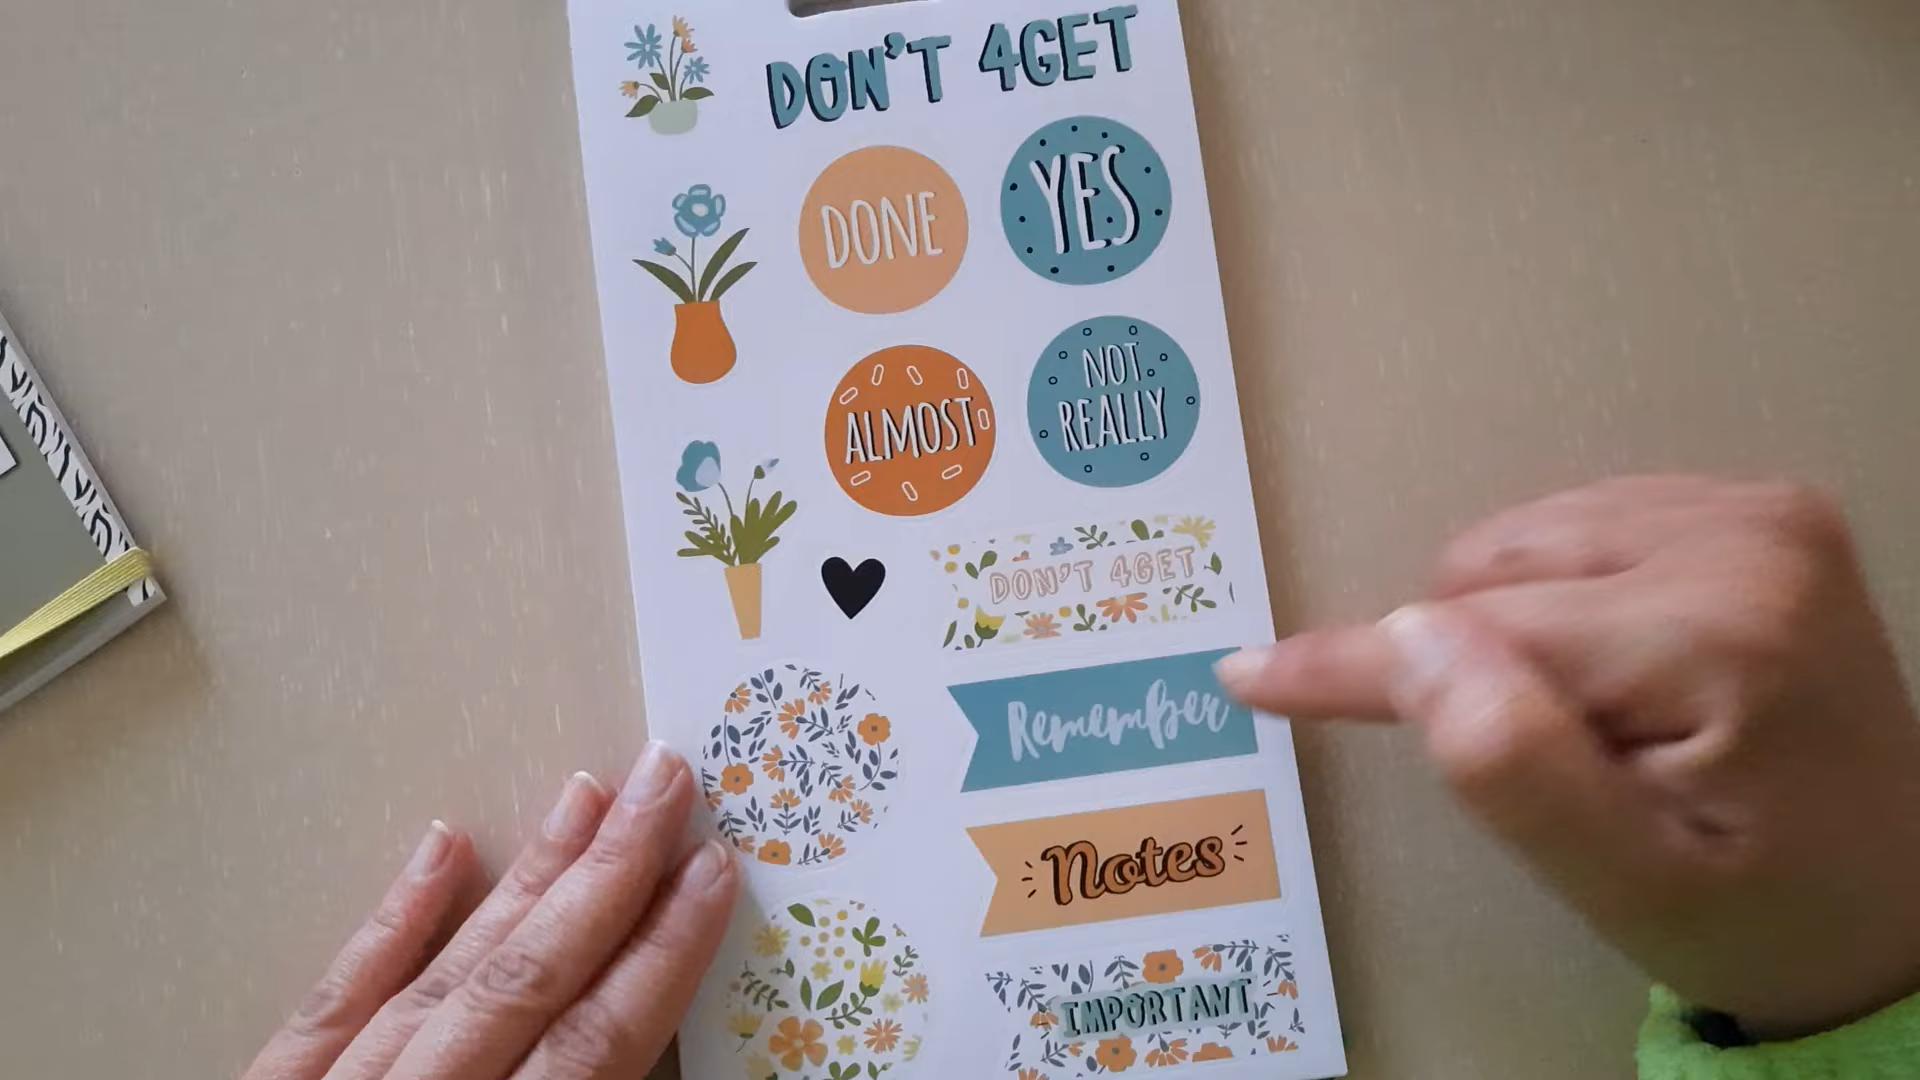 DON'T 4GET
DONE
YES
ALMOST
NOT
REALLY
DON'T 4GET
Remember
Notes
IMPORTANT